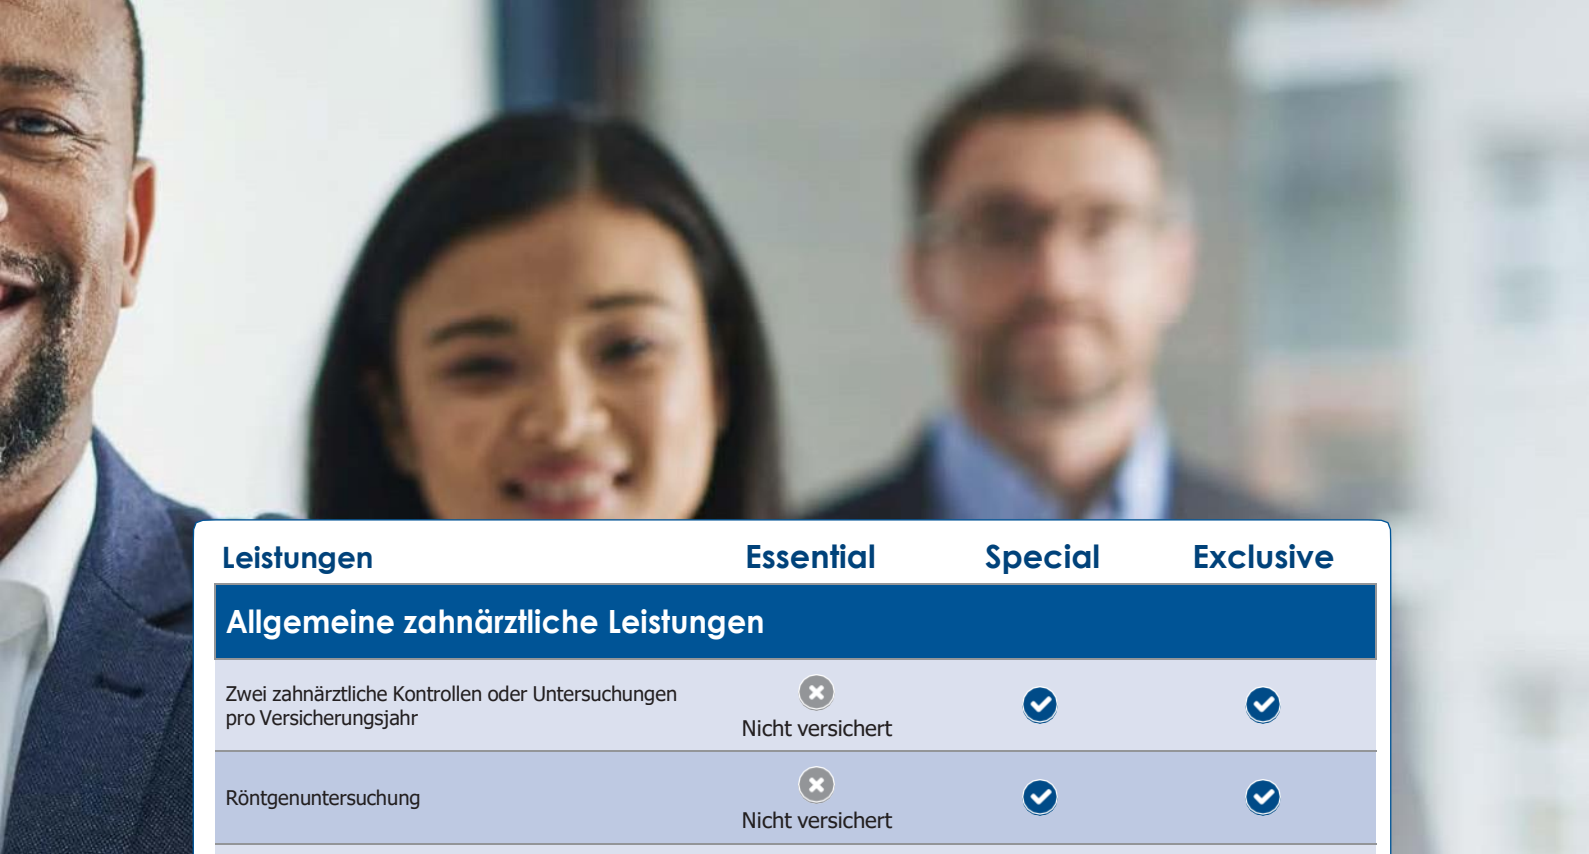 Leistungen Essential Special Exclusive
Allgemeine zahnärztliche Leistungen
Zwei zahnärztliche Kontrollen oder Untersuchungen
pro Versicherungsjahr
Nicht versichert
Röntgenuntersuchung
Nicht versichert